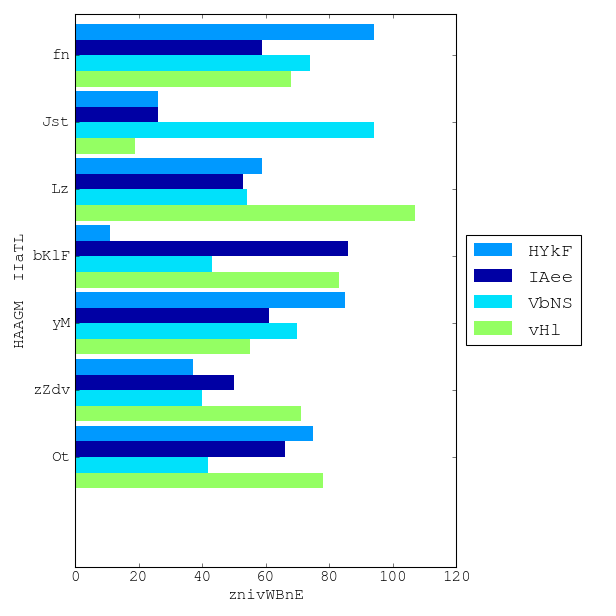 fn
Jst
Lz
bKlF
yM
zZdv
Ot
HAAGM  IIaTL
0 20 40 60 80 100 120
znivWBnE
HYkF
IAee
VbNS
vHl